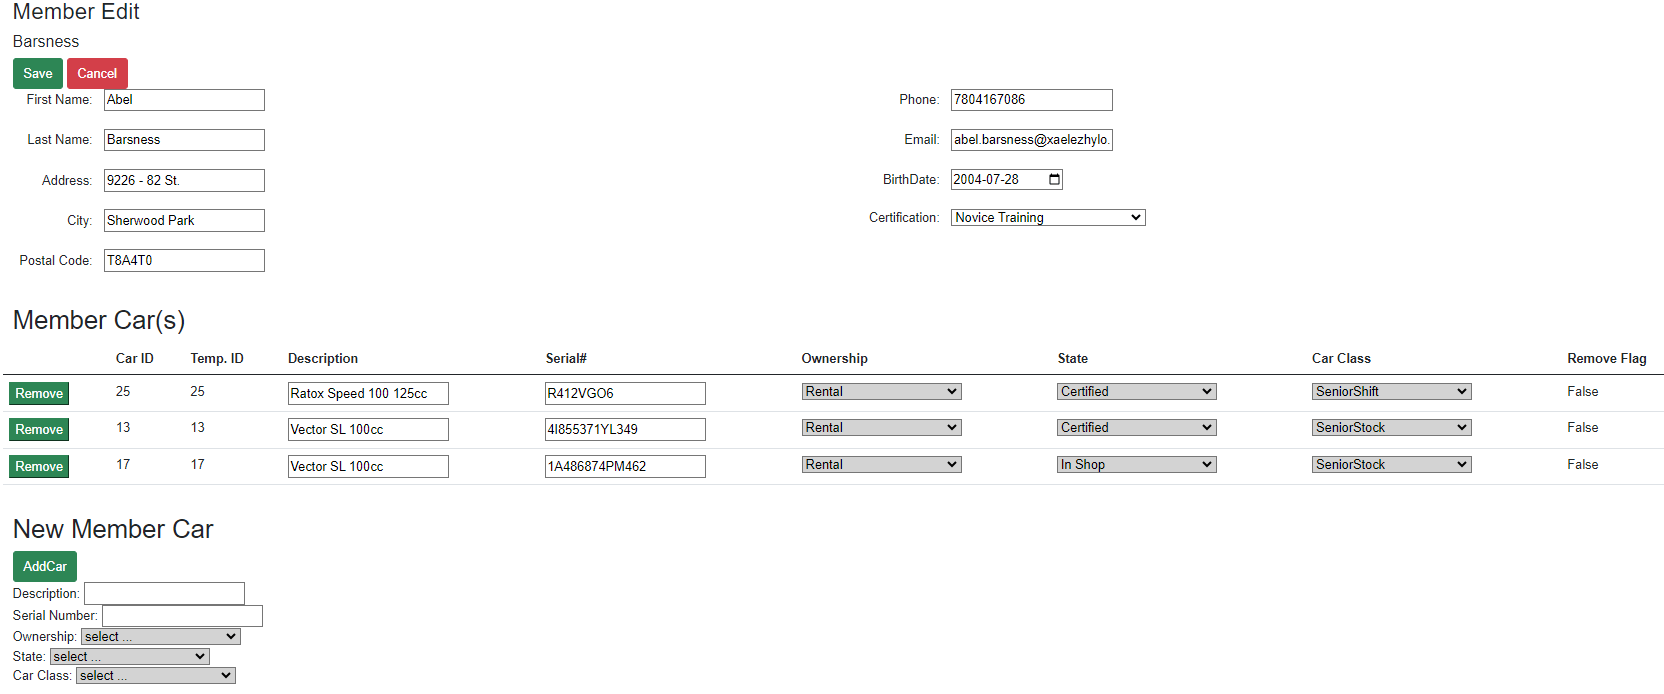 Member Edit
Barsness
Save Cancel
First Name: Abel
Phone: 7804167086
Last Name: Barsness
Email: abel.barsness@xaelezhylo.
Address: 9226 - 82 St.
BirthDate: 2004-07-28
City: Sherwood Park
Certification: Novice Training
Postal Code: T8A4T0
Member Car(s)
Car ID Temp. ID Description Serial# Ownership State Car Class Remove Flag
Remove 25 25 Ratox Speed 100 125cc R412VGO6 Rental Certified SeniorShift False
Remove 13 13 Vector SL 100cc 4I855371YL349 Rental Certified SeniorStock False
Remove 17 17 Vector SL 100cc 1A486874PM462 Rental In Shop SeniorStock False
New Member Car
AddCar
Description:
Serial Number:
Ownership: select ...
State: select ...
Car Class: select ...